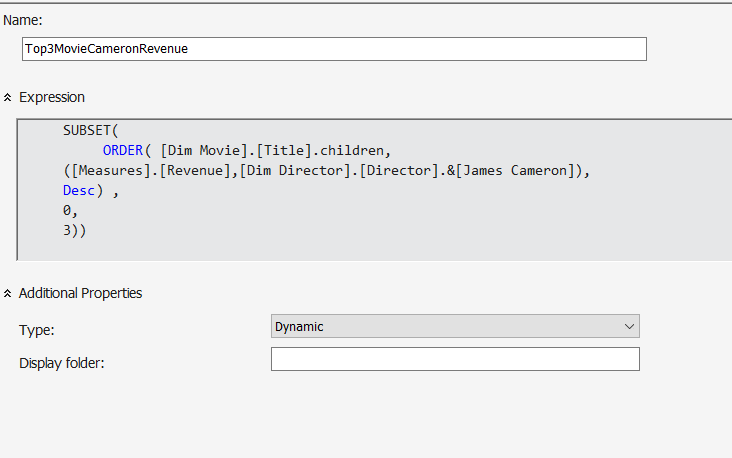 Name:
Top3MovieCameronRevenue
Expression
SUBSET(
ORDER( [Dim Movie].[Title].children,
([Measures].[Revenue],[Dim Director].[Director].&[James Cameron]),
Desc) ,
0,
3))
Additional Properties
Type:
Dynamic
Display folder: